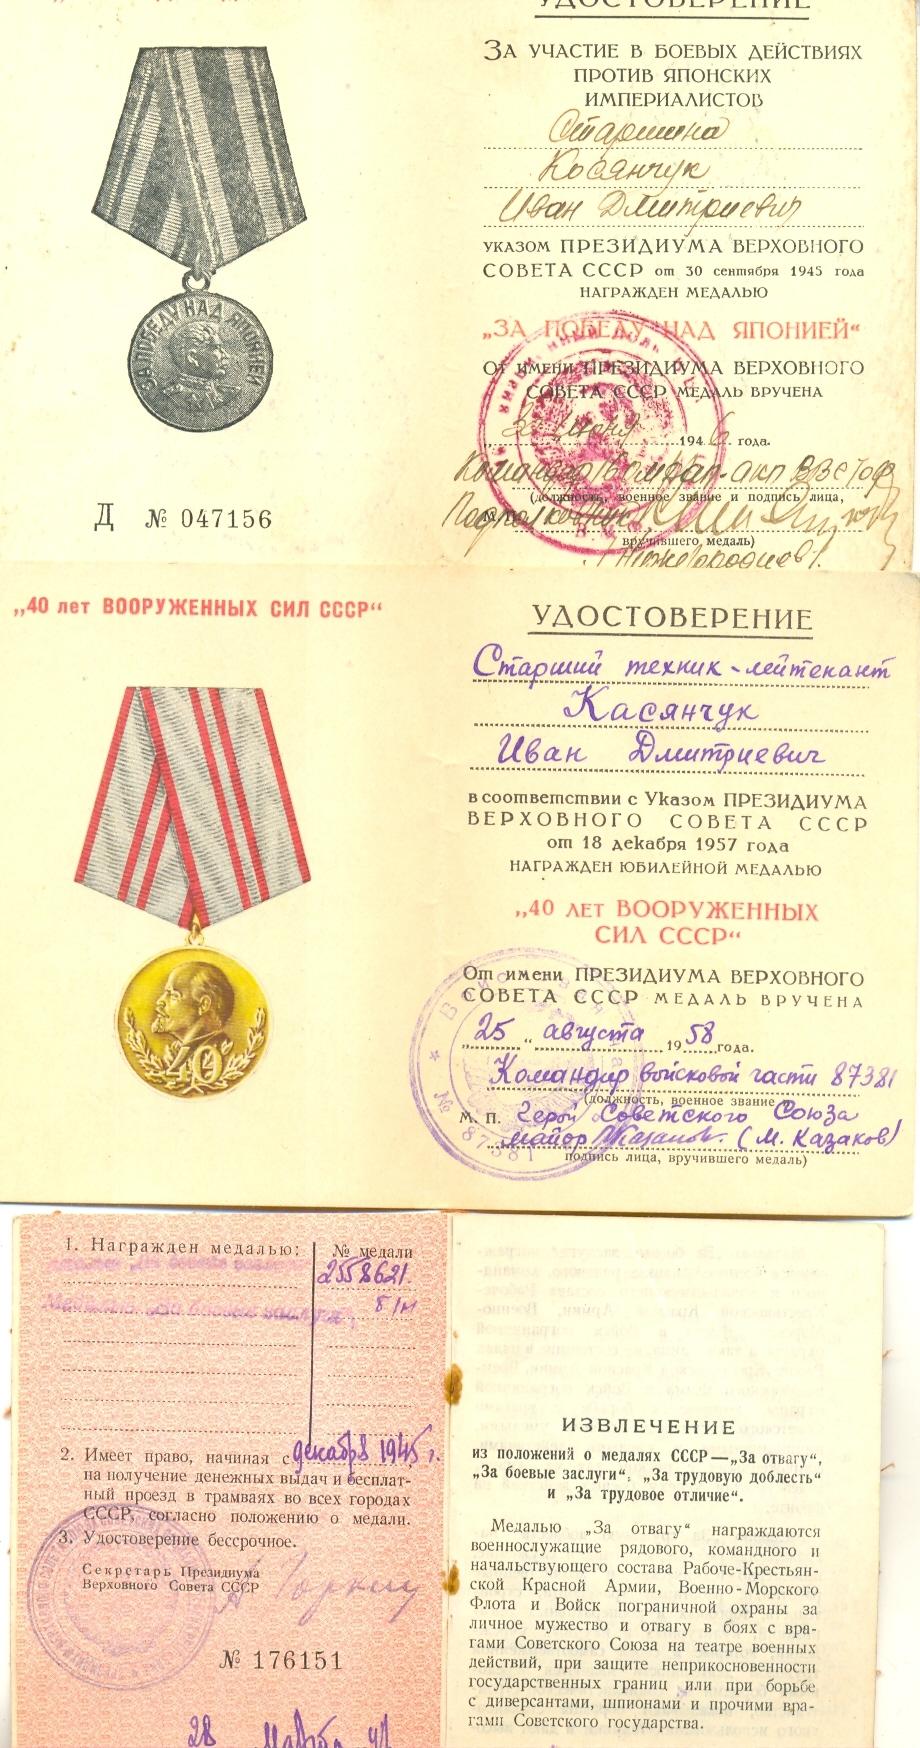 УДОСТОВЕРЕНИЕ
ЗА УЧАСТИЕ В БОЕВЫХ ДЕЙСТВИЯХ
ПРОТИВ ЯПОНСКИХ
ИМПЕРИАЛИСТОВ
Старшина
Косянчук
Иван Дмитриевич
УКАЗОМ ПРЕЗИДИУМА ВЕРХОВНОГО
СОВЕТА СССР от 30 сентября 1945 года
НАГРАЖДЕН МЕДАЛЬЮ
„ЗА ПОБЕДУ НАД ЯПОНИЕЙ“
ОТ ИМЕНИ ПРЕЗИДИУМА ВЕРХОВНОГО
СОВЕТА СССР МЕДАЛЬ ВРУЧЕНА
июня 1946 года.
Командир
(должность, военное звание и подпись лица,
Подполковник
вручившего медаль)
ЗА ПОБЕДУ НАД ЯПОНИЕЙ
Д № 047156
„40 лет ВООРУЖЕННЫХ СИЛ СССР“
40
УДОСТОВЕРЕНИЕ
Старший техник-лейтенант
Касянчук
Иван Дмитриевич
в соответствии с Указом ПРЕЗИДИУМА
ВЕРХОВНОГО СОВЕТА СССР
от 18 декабря 1957 года
НАГРАЖДЕН ЮБИЛЕЙНОЙ МЕДАЛЬЮ
„40 ЛЕТ ВООРУЖЕННЫХ
СИЛ СССР“
От имени ПРЕЗИДИУМА ВЕРХОВНОГО
СОВЕТА СССР МЕДАЛЬ ВРУЧЕНА
„25“ августа 1958 года.
Командир войсковой части 87381
(должность, военное звание
М. П. Герой Советского Союза
майор (М. Казаков)
подпись лица, вручившего медаль)
№ 87381
1. Награжден медалью:
№ медали
2558621
Медалью „За боевые заслуги“
б/н
2. Имеет право, начиная с декабря 1945 г.
на получение денежных выдач и бесплат-
ный проезд в трамваях во всех городах
СССР, согласно положению о медали.
3. Удостоверение бессрочное.
Секретарь Президиума
Верховного Совета СССР
А Горкин
№ 176151
28 Марта 47
ИЗВЛЕЧЕНИЕ
из положений о медалях СССР—„За отвагу“,
„За боевые заслуги“, „За трудовую доблесть“
и „За трудовое отличие“.
Медалью „За отвагу“ награждаются
военнослужащие рядового, командного и
начальствующего состава Рабоче-Крестьян-
ской Красной Армии, Военно-Морского
Флота и Войск пограничной охраны за
личное мужество и отвагу в боях с вра-
гами Советского Союза на театре военных
действий, при защите неприкосновенности
государственных границ или при борьбе
с диверсантами, шпионами и прочими вра-
гами Советского государства.